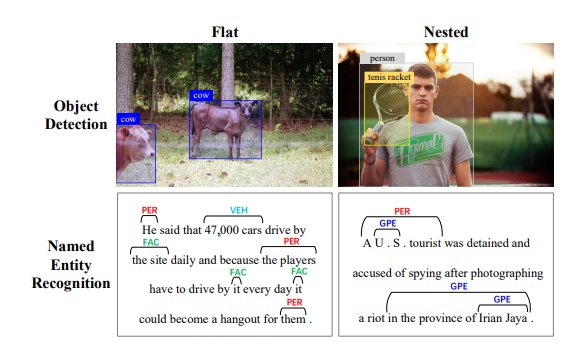 Flat
Nested
Object
Detection
cow
cow
person
tennis racket
Named
Entity
Recognition
PER
VEH
He said that 47,000 cars drive by
FAC
PER
the site daily and because the players
FAC
FAC
have to drive by it every day it
PER
could become a hangout for them .
PER
GPE
A U . S . tourist was detained and
accused of spying after photographing
GPE
GPE
a riot in the province of Irian Jaya .